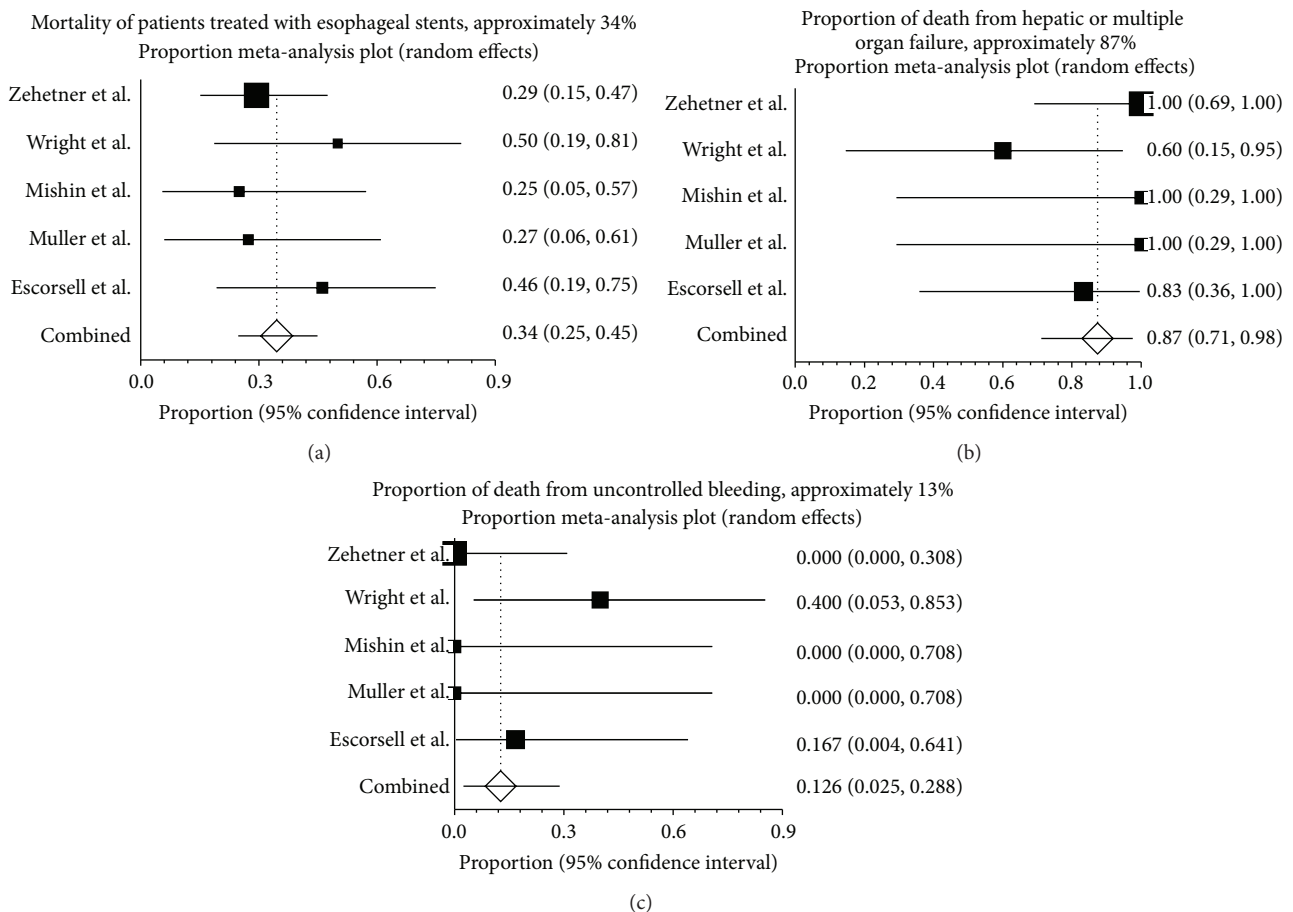 Mortality of patients treated with esophageal stents, approximately 34%
Proportion meta-analysis plot (random effects)
Zehetner et al. 0.29 (0.15, 0.47)
Wright et al. 0.50 (0.19, 0.81)
Mishin et al. 0.25 (0.05, 0.57)
Muller et al. 0.27 (0.06, 0.61)
Escorsell et al. 0.46 (0.19, 0.75)
Combined 0.34 (0.25, 0.45)
0.0 0.3 0.6 0.9
Proportion (95% confidence interval)
(a)
Proportion of death from hepatic or multiple
organ failure, approximately 87%
Proportion meta-analysis plot (random effects)
Zehetner et al. 1.00 (0.69, 1.00)
Wright et al. 0.60 (0.15, 0.95)
Mishin et al. 1.00 (0.29, 1.00)
Muller et al. 1.00 (0.29, 1.00)
Escorsell et al. 0.83 (0.36, 1.00)
Combined 0.87 (0.71, 0.98)
0.0 0.2 0.4 0.6 0.8 1.0
Proportion (95% confidence interval)
(b)
Proportion of death from uncontrolled bleeding, approximately 13%
Proportion meta-analysis plot (random effects)
Zehetner et al. 0.000 (0.000, 0.308)
Wright et al. 0.400 (0.053, 0.853)
Mishin et al. 0.000 (0.000, 0.708)
Muller et al. 0.000 (0.000, 0.708)
Escorsell et al. 0.167 (0.004, 0.641)
Combined 0.126 (0.025, 0.288)
0.0 0.3 0.6 0.9
Proportion (95% confidence interval)
(c)